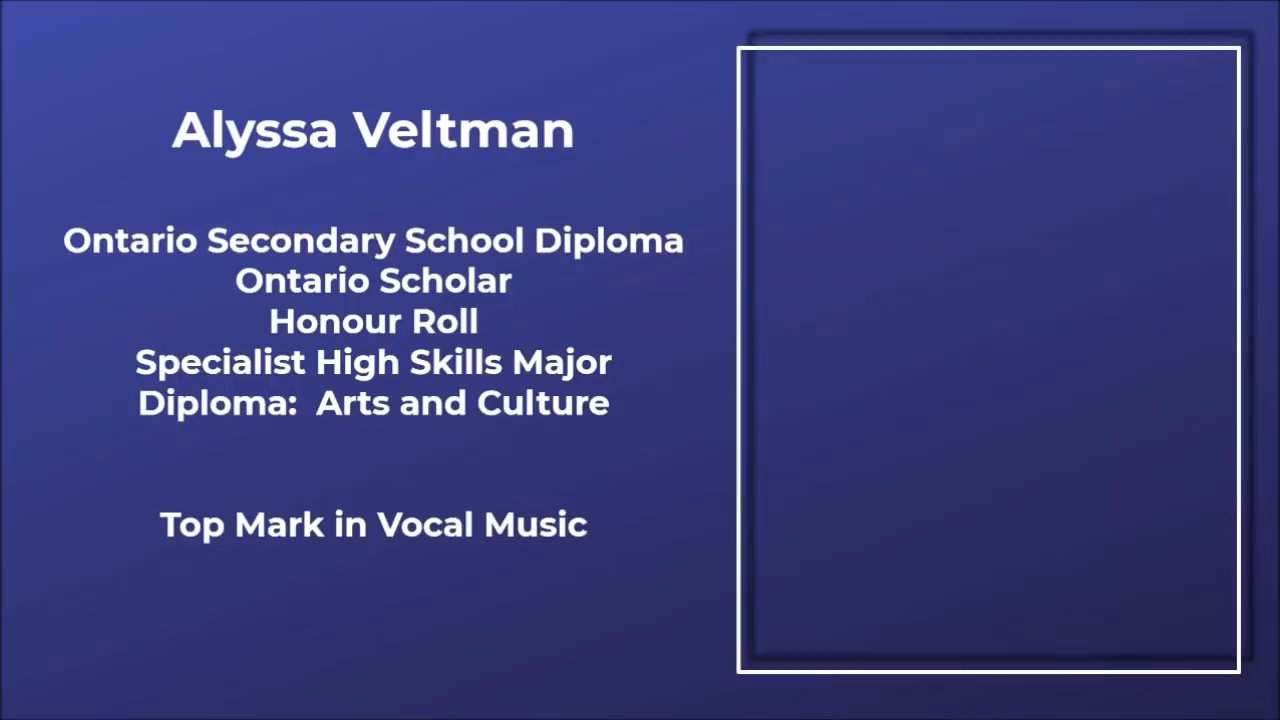 Alyssa Veltman
Ontario Secondary School Diploma
Ontario Scholar
Honour Roll
Specialist High Skills Major
Diploma:  Arts and Culture
Top Mark in Vocal Music